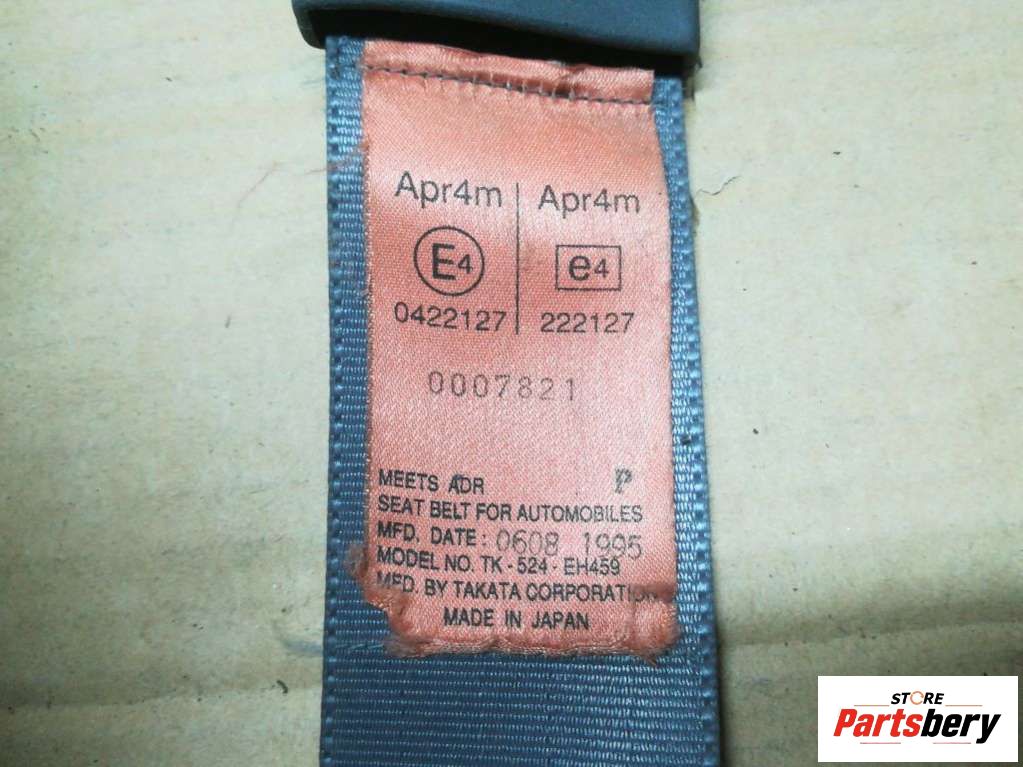 Apr4m Apr4m
E4 e4
0422127 222127
0007821
MEETS ADR P
SEAT BELT FOR AUTOMOBILES
MFD. DATE: 0608 1995
MODEL NO. TK-524-EH459
MFD. BY TAKATA CORPORATION
MADE IN JAPAN
STORE
Partsbery